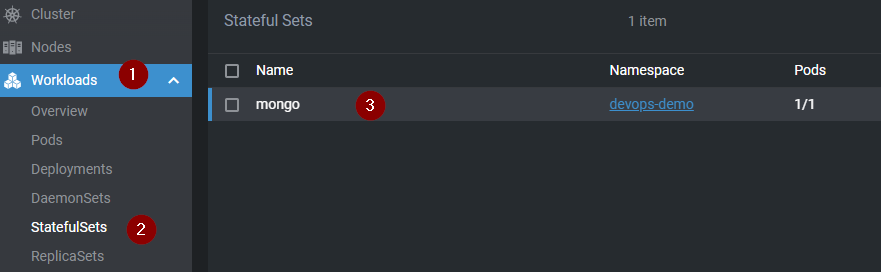 Cluster
Nodes
Workloads 1
Overview
Pods
Deployments
DaemonSets
StatefulSets 2
ReplicaSets
Stateful Sets 1 item
Name Namespace Pods
mongo 3 devops-demo 1/1